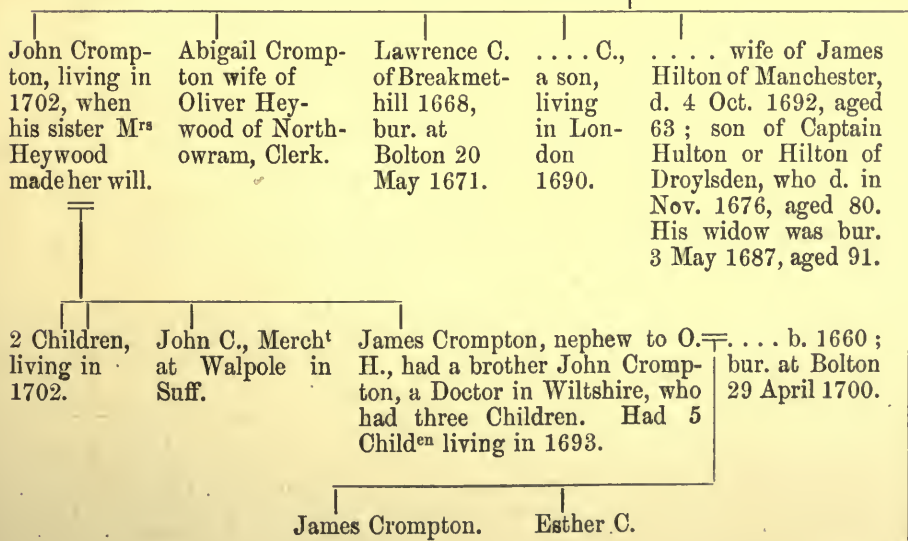 John Cromp-
ton, living in
1702, when
his sister Mrs
Heywood
made her will.
Abigail Cromp-
ton wife of
Oliver Hey-
wood of North-
owram, Clerk.
Lawrence C.
of Breakmet-
hill 1668,
bur. at
Bolton 20
May 1671.
. . . . C.,
a son,
living
in Lon-
don
1690.
. . . . wife of James
Hilton of Manchester,
d. 4 Oct. 1692, aged
63 ; son of Captain
Hulton or Hilton of
Droylsden, who d. in
Nov. 1676, aged 80.
His widow was bur.
3 May 1687, aged 91.
2 Children,
living in
1702.
John C., Mercht
at Walpole in
Suff.
James Crompton, nephew to O.
H., had a brother John Cromp-
ton, a Doctor in Wiltshire, who
had three Children. Had 5
Childen living in 1693.
. . . . b. 1660 ;
bur. at Bolton
29 April 1700.
James Crompton.
Esther C.